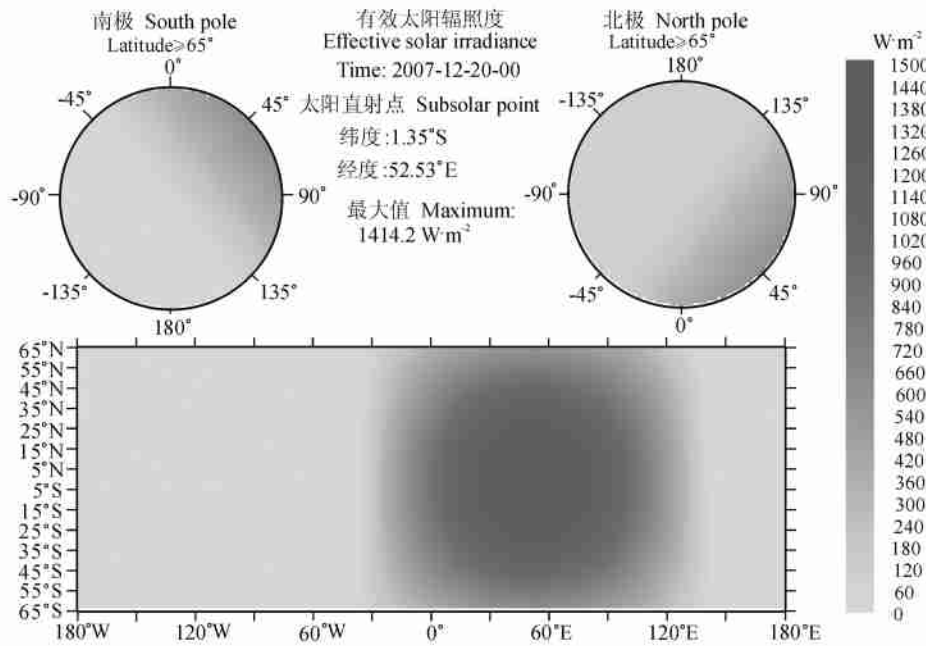 南极 South pole
Latitude≥65°
0°
-45°
45°
-90°
90°
-135°
135°
180°
有效太阳辐照度
Effective solar irradiance
Time: 2007-12-20-00
太阳直射点 Subsolar point
纬度:1.35°S
经度:52.53°E
最大值 Maximum:
1414.2 W·m-2
北极 North pole
Latitude≥65°
180°
-135°
135°
-90°
90°
-45°
45°
0°
W·m-2
1500
1440
1380
1320
1260
1200
1140
1080
1020
960
900
840
780
720
660
600
540
480
420
360
300
240
180
120
60
0
65°N
55°N
45°N
35°N
25°N
15°N
5°N
5°S
15°S
25°S
35°S
45°S
55°S
65°S
180°W 120°W 60°W 0° 60°E 120°E 180°E